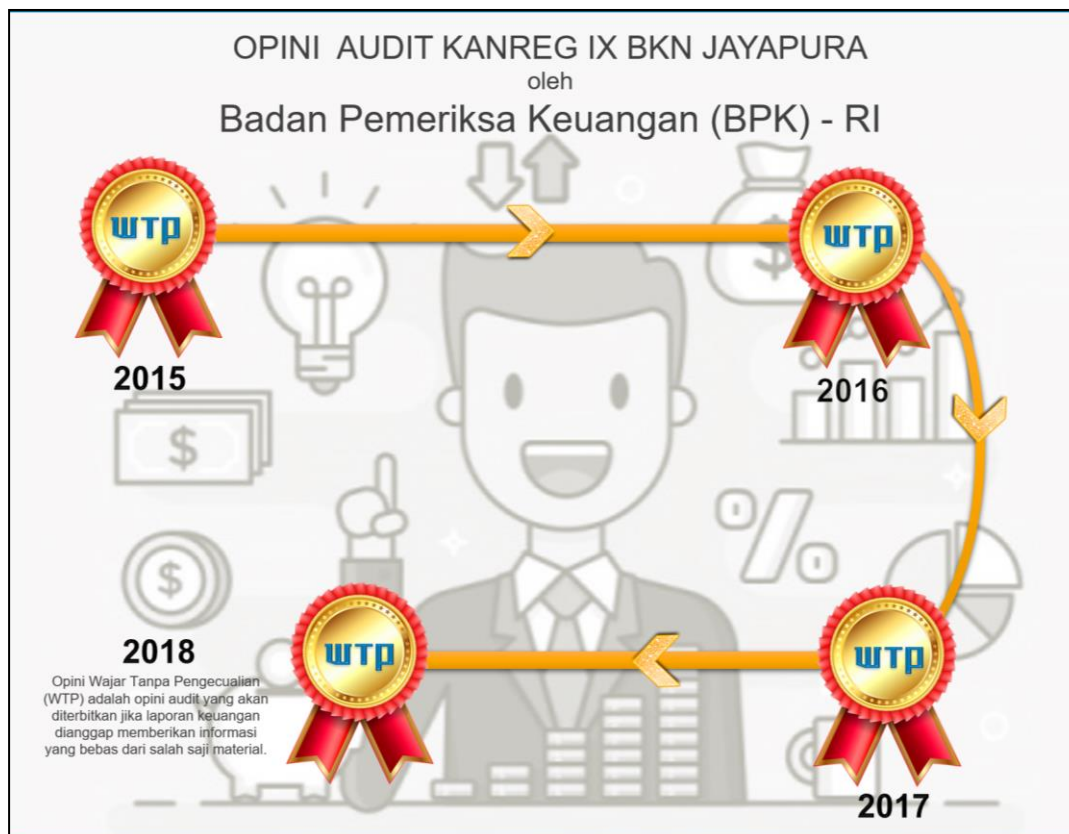 OPINI AUDIT KANREG IX BKN JAYAPURA
oleh
Badan Pemeriksa Keuangan (BPK) - RI
WTP
2015
WTP
2016
WTP
2017
WTP
2018
Opini Wajar Tanpa Pengecualian
(WTP) adalah opini audit yang akan
diterbitkan jika laporan keuangan
dianggap memberikan informasi
yang bebas dari salah saji material.
$
$
$
%